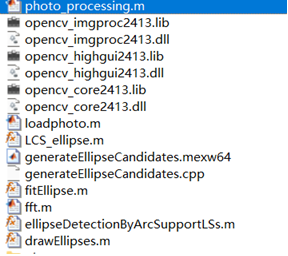 photo_processing.m
opencv_imgproc2413.lib
opencv_imgproc2413.dll
opencv_highgui2413.lib
opencv_highgui2413.dll
opencv_core2413.lib
opencv_core2413.dll
loadphoto.m
LCS_ellipse.m
generateEllipseCandidates.mexw64
generateEllipseCandidates.cpp
fitEllipse.m
fft.m
ellipseDetectionByArcSupportLSs.m
drawEllipses.m